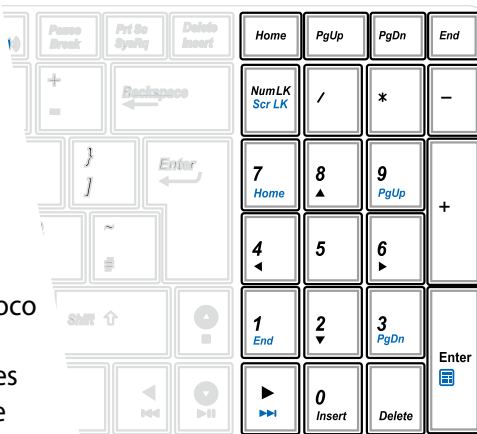 Pause Break Prt Sc SysRq Delete Insert Home PgUp PgDn End
+ = Backspace NumLK Scr LK / * -
} ] Enter 7 Home 8 9 PgUp +
~ # 4 5 6
oco
Shift 1 End 2 3 PgDn Enter
es
e
0 Insert Delete